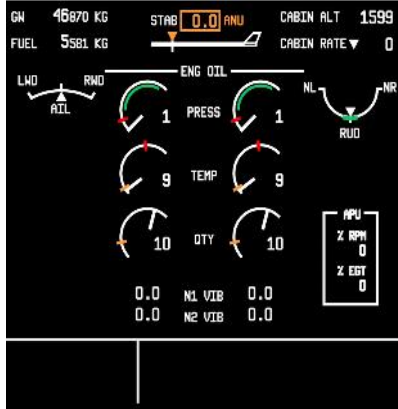 GW 46870 KG STAB 0.0 ANU CABIN ALT 1599
FUEL 5581 KG CABIN RATE▼ 0
LWD RWD ENG OIL NL NR
AIL 1 PRESS 1 RUD
9 TEMP 9
APU
10 QTY 10 % RPM
0
% EGT
0
0.0 N1 VIB 0.0
0.0 N2 VIB 0.0